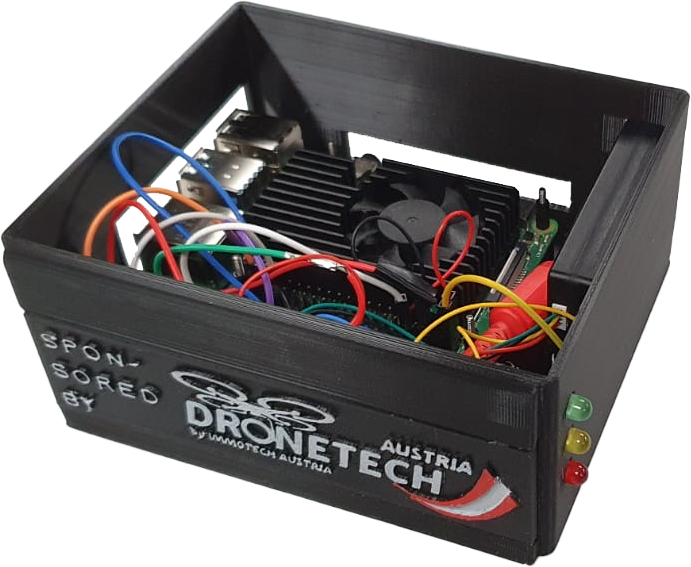 SPON-
SORED
BY
DRONETECH
AUSTRIA
By IMMOTECH AUSTRIA